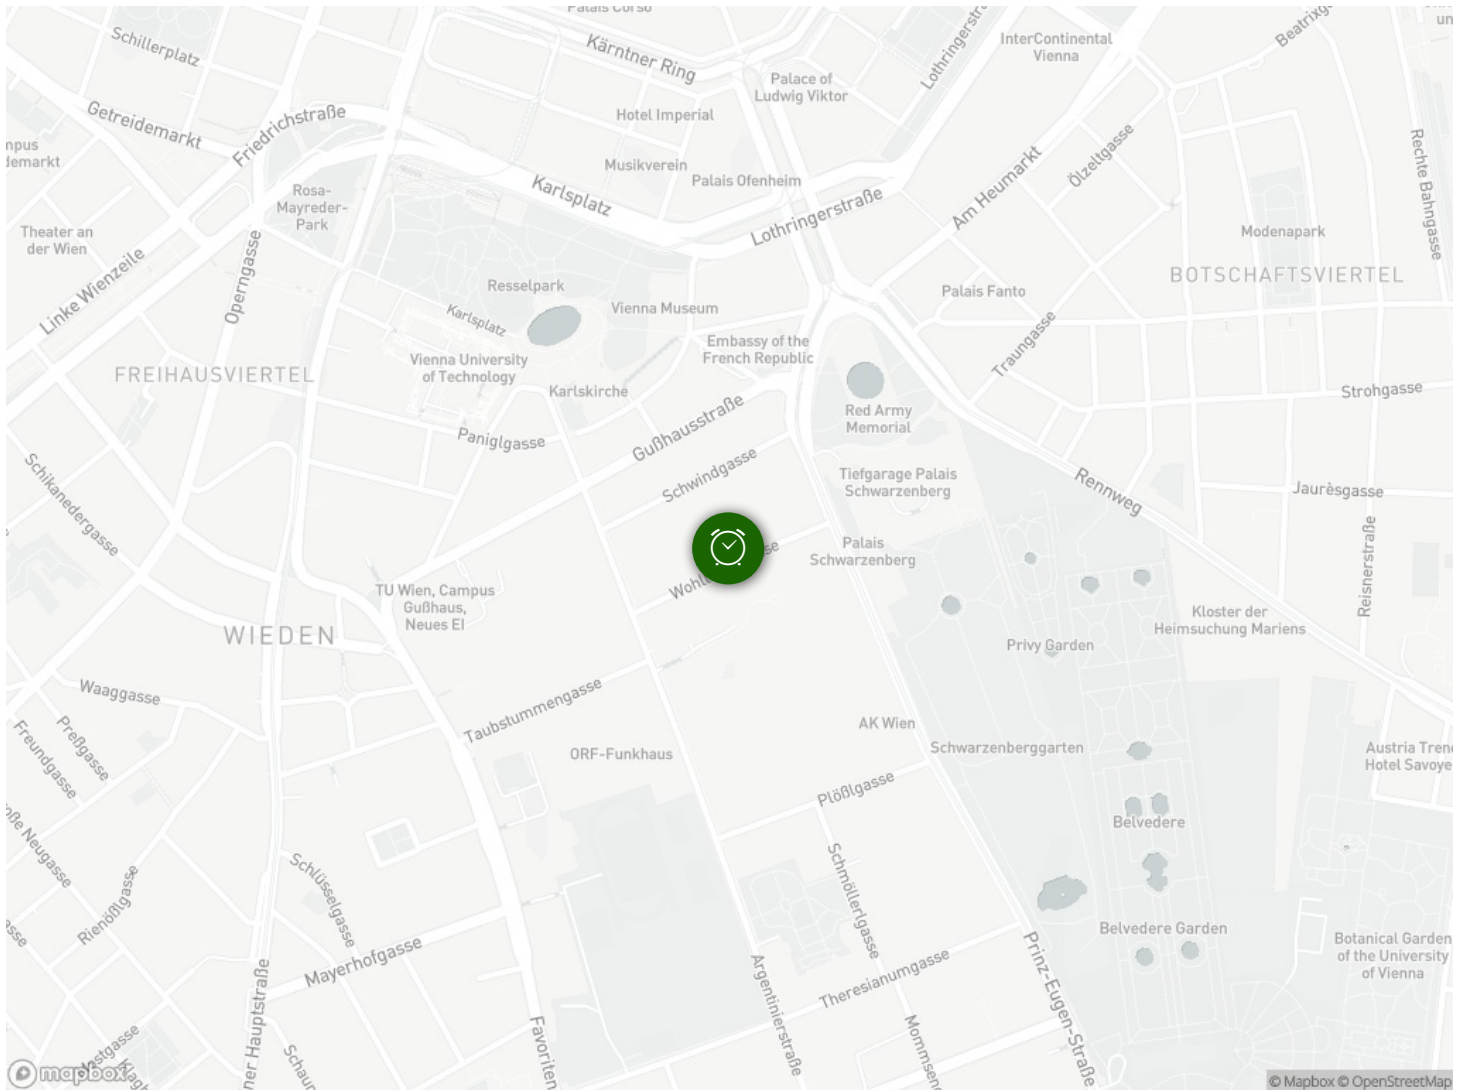 Palais Corso
Schillerplatz
Kärntner Ring
Lothringerstraße
InterContinental
Vienna
Getreidemarkt
Friedrichstraße
Hotel Imperial
Palace of
Ludwig Viktor
Ölzeltgasse
Rechte Bahngasse
Musikverein
Palais Ofenheim
Am Heumarkt
Rosa-
Mayreder-
Park
Karlsplatz
Lothringerstraße
Theater an
der Wien
Modenapark
BOTSCHAFTSVIERTEL
Linke Wienzeile
Operngasse
Resselpark
Palais Fanto
Vienna Museum
Karlsplatz
Embassy of the
French Republic
Traungasse
FREIHAUSVIERTEL
Vienna University
of Technology
Karlskirche
Strohgasse
Red Army
Memorial
Gußhausstraße
Paniglgasse
Schikanedergasse
Schwindgasse
Tiefgarage Palais
Schwarzenberg
Rennweg
Jaurèsgasse
Palais
Schwarzenberg
Reisnerstraße
TU Wien, Campus
Gußhaus,
Neues EI
WIEDEN
Kloster der
Heimsuchung Mariens
Privy Garden
Waaggasse
Preßgasse
Freundgasse
Taubstummengasse
ORF-Funkhaus
AK Wien
Schwarzenberggarten
Hotel Savoye
Plößlgasse
Belvedere
Schlüsselgasse
Rienößlgasse
Schmöllerlgasse
Belvedere Garden
Botanical Garden
of the University
of Vienna
Mayerhofgasse
Theresianumgasse
Prinz-Eugen-Straße
Argentinierstraße
mapbox
© Mapbox © OpenStreetMap